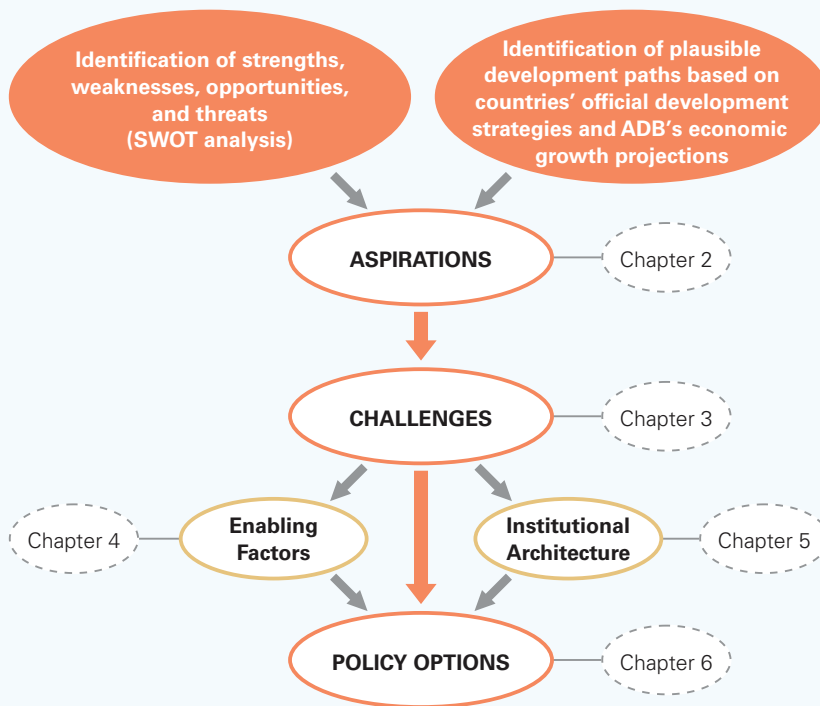 Identification of strengths,
weaknesses, opportunities,
and threats
(SWOT analysis)
Identification of plausible
development paths based on
countries’ official development
strategies and ADB’s economic
growth projections
ASPIRATIONS
Chapter 2
CHALLENGES
Chapter 3
Chapter 4
Enabling
Factors
Institutional
Architecture
Chapter 5
POLICY OPTIONS
Chapter 6